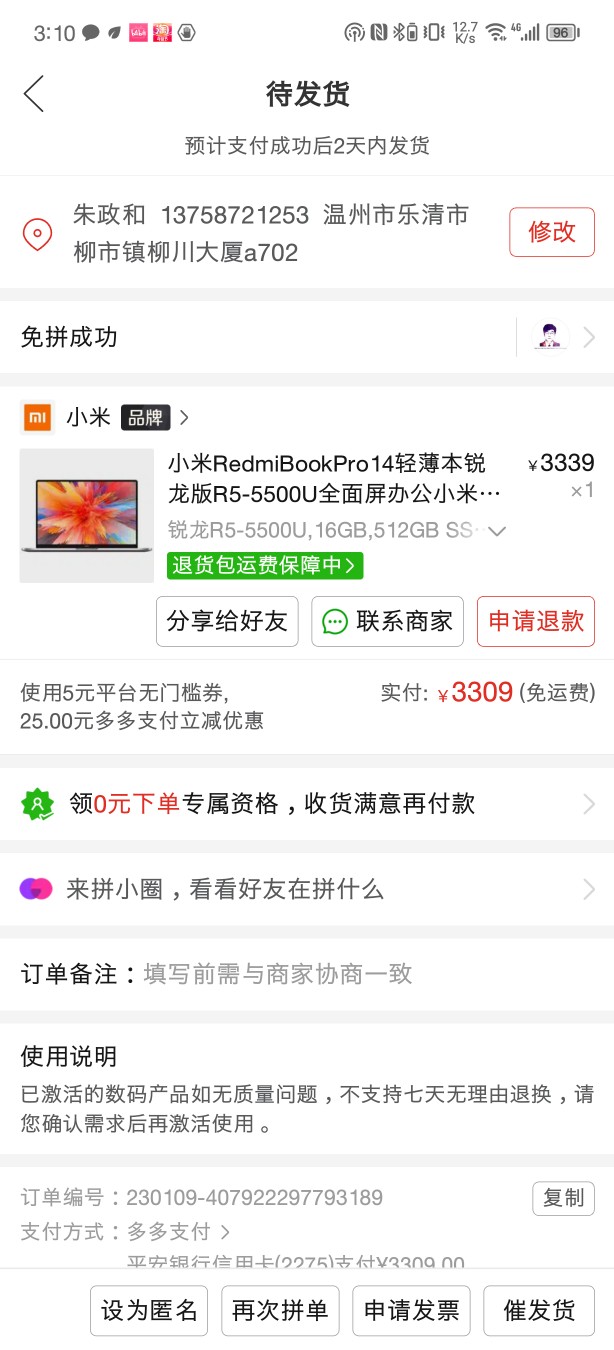 3:10
12.7 K/s
4G
96
待发货
预计支付成功后2天内发货
朱政和 13758721253 温州市乐清市
柳市镇柳川大厦a702
修改
免拼成功
小米 品牌
小米RedmiBookPro14轻薄本锐 ¥3339
龙版R5-5500U全面屏办公小米… ×1
锐龙R5-5500U,16GB,512GB SS…
退货包运费保障中
分享给好友 联系商家 申请退款
使用5元平台无门槛券, 实付: ¥3309 (免运费)
25.00元多多支付立减优惠
领0元下单专属资格，收货满意再付款
来拼小圈，看看好友在拼什么
订单备注：填写前需与商家协商一致
使用说明
已激活的数码产品如无质量问题，不支持七天无理由退换，请
您确认需求后再激活使用。
订单编号：230109-407922297793189 复制
支付方式：多多支付
平安银行信用卡(2275)支付¥3309.00
设为匿名 再次拼单 申请发票 催发货